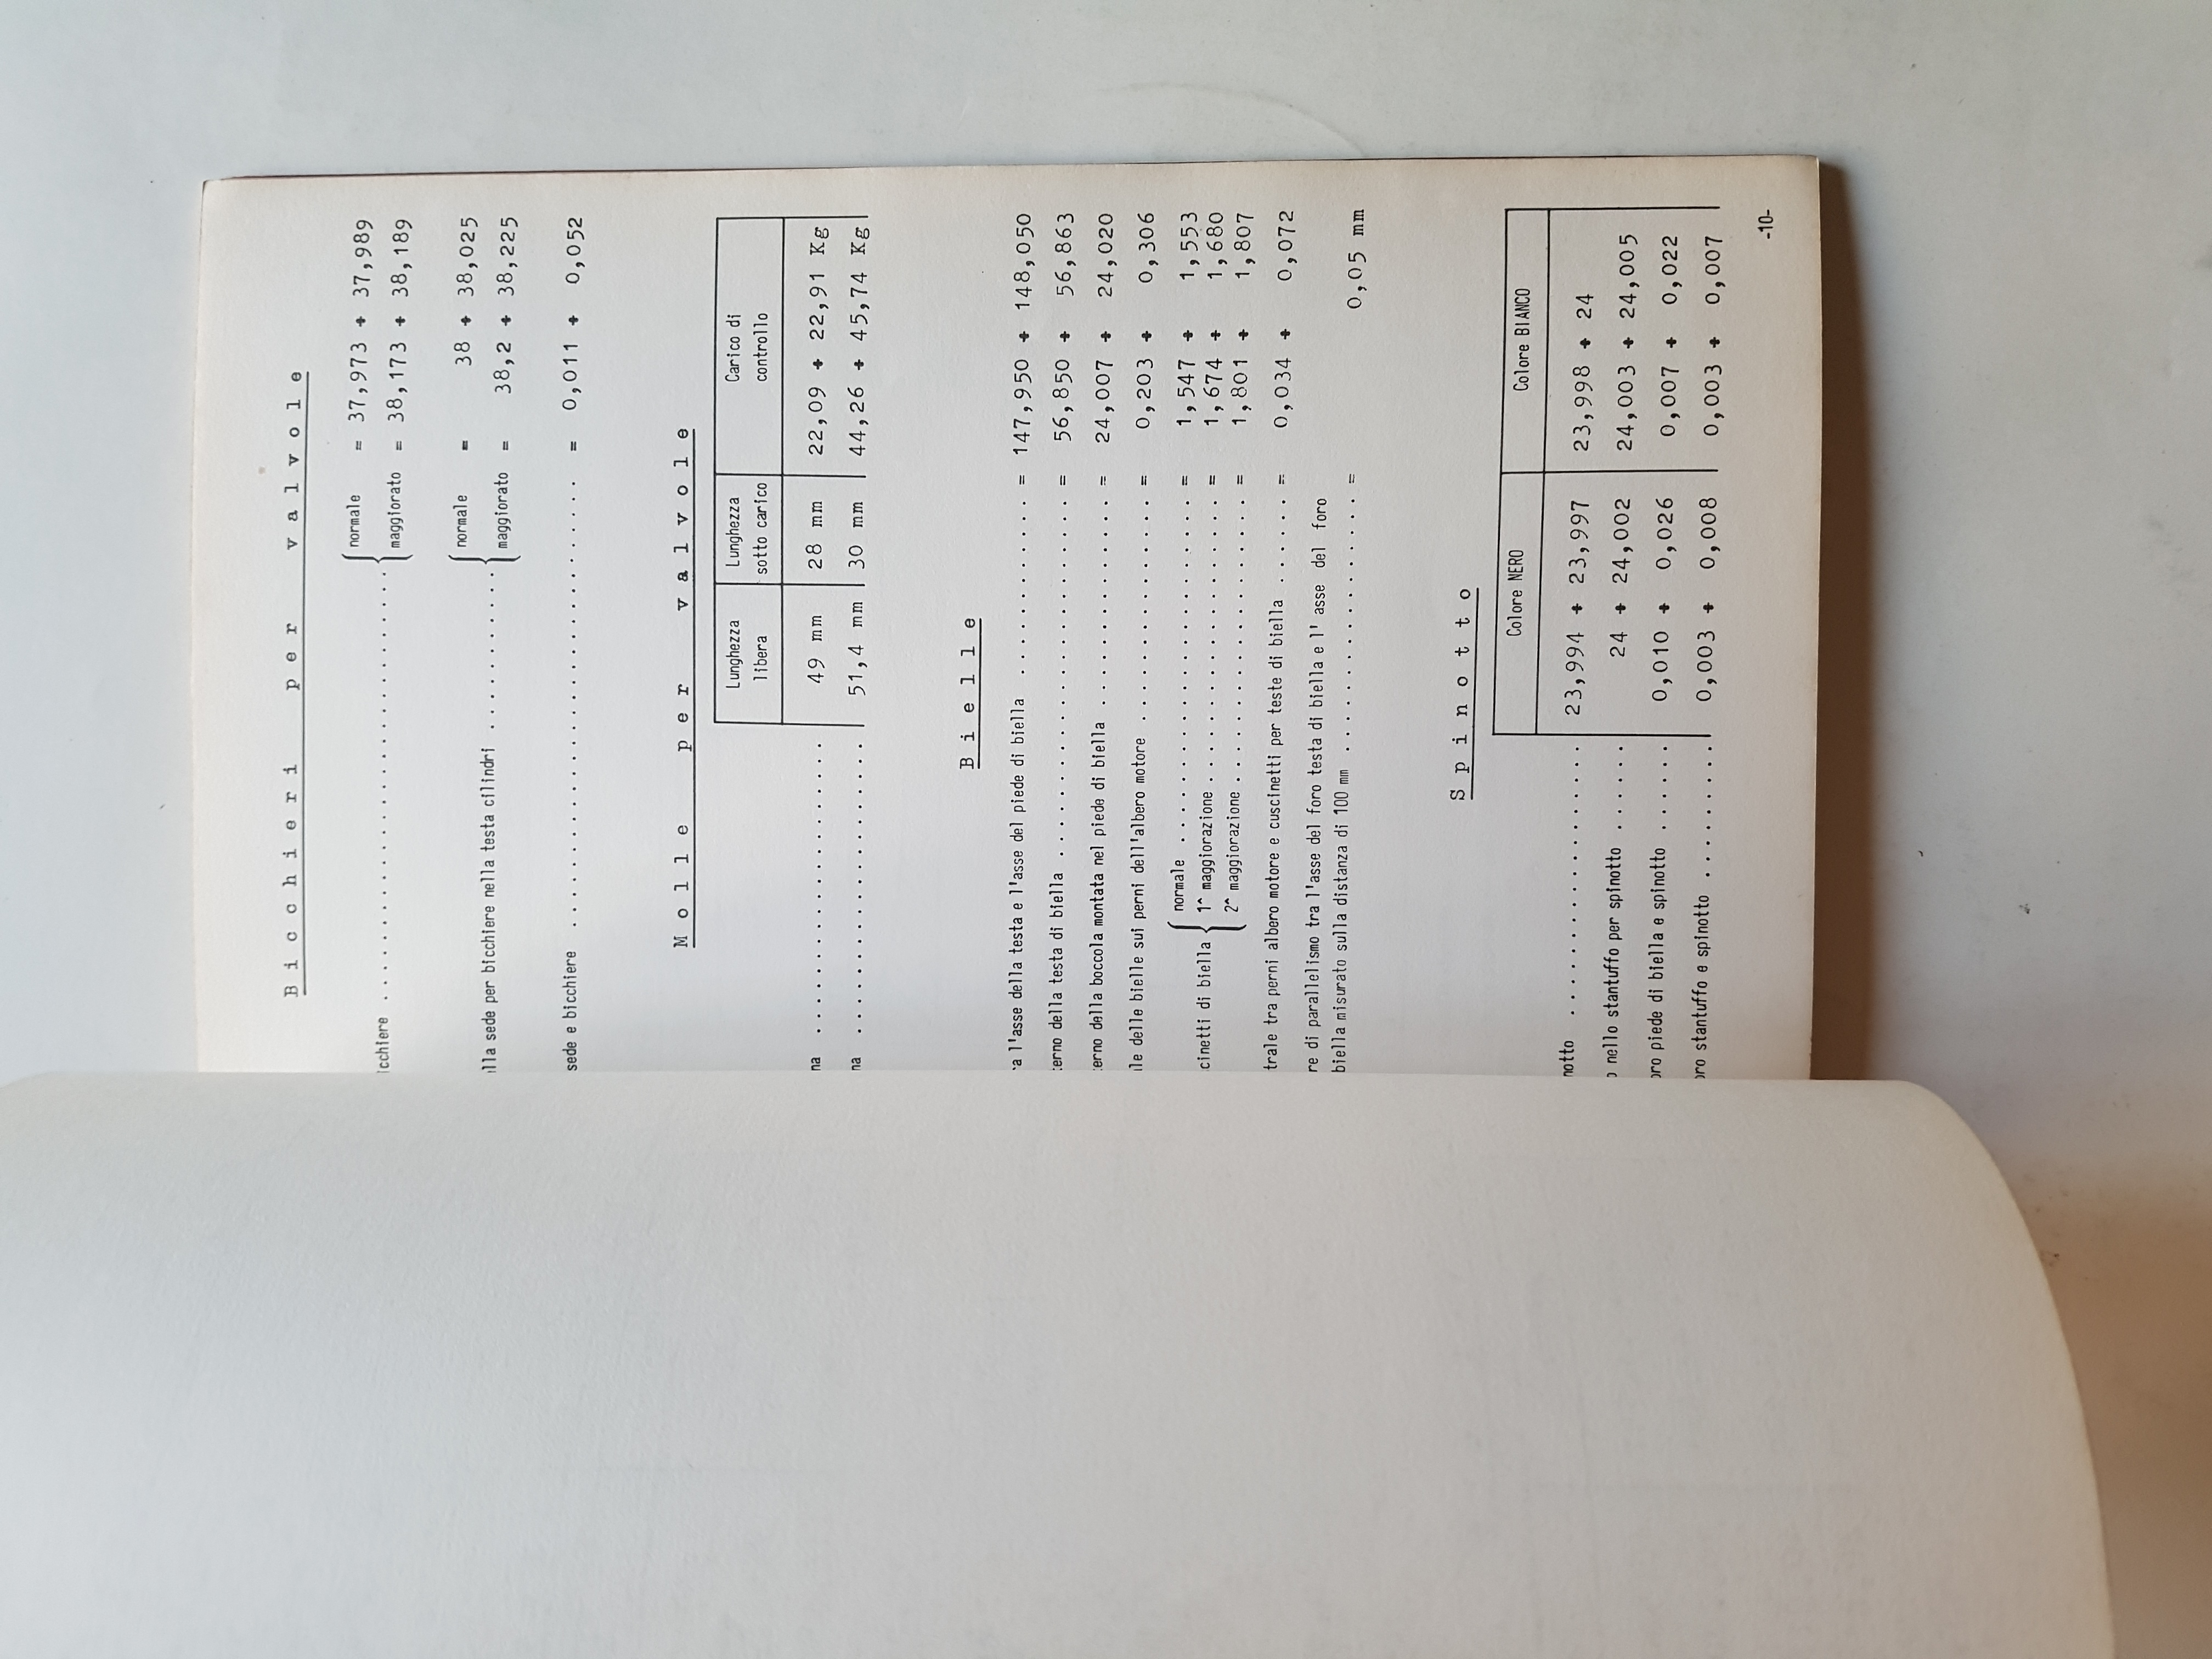 Bicchieri per valvole
normale = 37,973 ÷ 37,989
icchiere ........................
maggiorato = 38,173 ÷ 38,189
normale = 38 ÷ 38,025
lla sede per bicchiere nella testa cilindri ............
maggiorato = 38,2 ÷ 38,225
sede e bicchiere .................................... = 0,011 ÷ 0,052
Molle per valvole
Lunghezza libera Lunghezza sotto carico Carico di controllo
na ........................ 49 mm 28 mm 22,09 ÷ 22,91 Kg
na ........................ 51,4 mm 30 mm 44,26 ÷ 45,74 Kg
Bielle
a l'asse della testa e l'asse del piede di biella ................ = 147,950 ÷ 148,050
erno della testa di biella .............................. = 56,850 ÷ 56,863
erno della boccola montata nel piede di biella .................. = 24,007 ÷ 24,020
le delle bielle sui perni dell'albero motore .................. = 0,203 ÷ 0,306
normale .......................... = 1,547 ÷ 1,553
cinetti di biella 1^ maggiorazione ...................... = 1,674 ÷ 1,680
2^ maggiorazione ...................... = 1,801 ÷ 1,807
trale tra perni albero motore e cuscinetti per teste di biella ...... = 0,034 ÷ 0,072
re di parallelismo tra l'asse del foro testa di biella e l'asse del foro
biella misurato sulla distanza di 100 mm ...................... = 0,05 mm
Spinotto
Colore NERO Colore BIANCO
notto ...................... 23,994 ÷ 23,997 23,998 ÷ 24
nello stantuffo per spinotto ...... 24 ÷ 24,002 24,003 ÷ 24,005
oro piede di biella e spinotto ...... 0,010 ÷ 0,026 0,007 ÷ 0,022
oro stantuffo e spinotto .......... 0,003 ÷ 0,008 0,003 ÷ 0,007
-10-